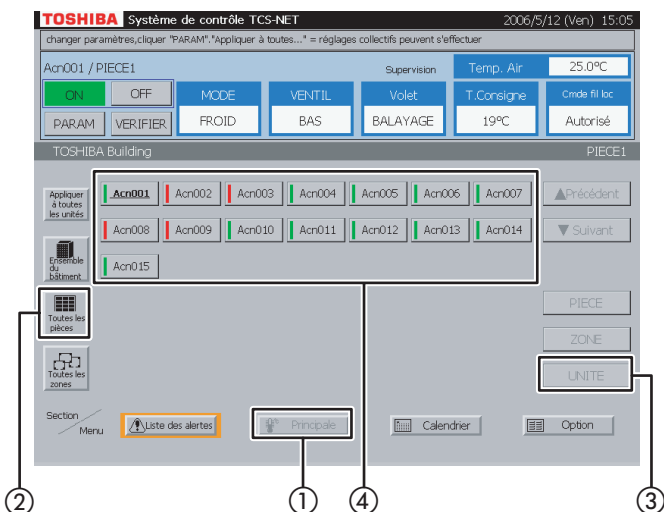 TOSHIBA Système de contrôle TCS-NET 2006/5/12 (Ven) 15:05
changer paramètres,cliquer "PARAM"."Appliquer à toutes..." = réglages collectifs peuvent s'effectuer
Acn001 / PIECE1 Supervision Temp. Air 25.0ºC
ON OFF MODE VENTIL Volet T.Consigne Cmde fil loc
PARAM VERIFIER FROID BAS BALAYAGE 19ºC Autorisé
TOSHIBA Building PIECE1
Appliquer
à toutes
les unités
Acn001 Acn002 Acn003 Acn004 Acn005 Acn006 Acn007 ▲Précédent
Acn008 Acn009 Acn010 Acn011 Acn012 Acn013 Acn014 ▼ Suivant
Ensemble
du
bâtiment
Acn015
Toutes les
pièces
PIECE
ZONE
Toutes les
zones
UNITE
Section
Menu
Liste des alertes Principale Calendrier Option
② ① ④ ③